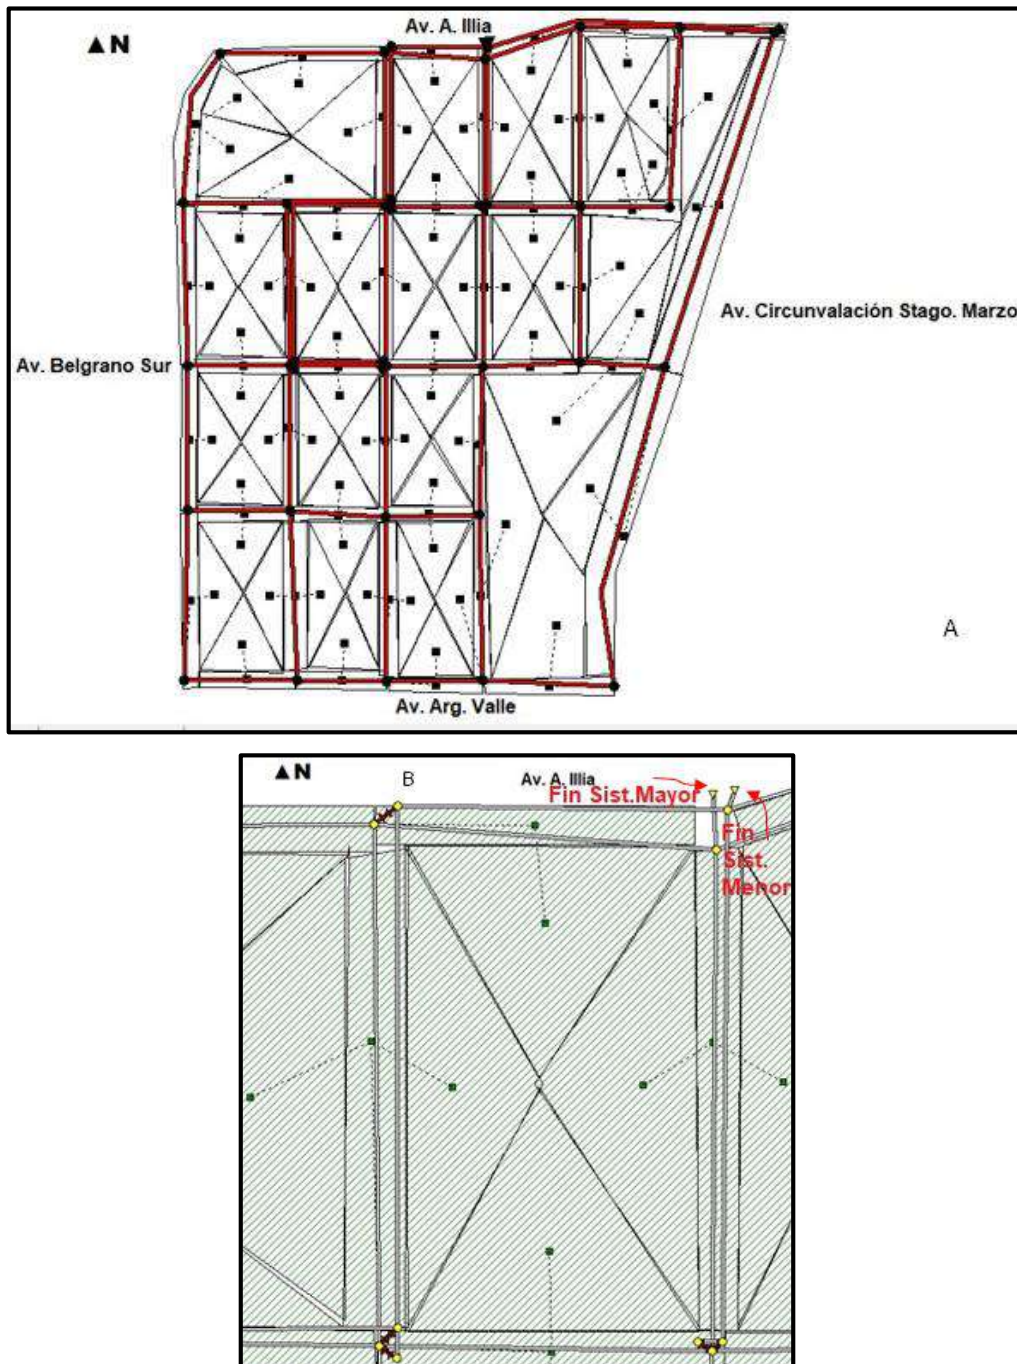 Av. A. Illia
▲N
Av. Circunvalación Stago. Marzo
Av. Belgrano Sur
A
Av. Arg. Valle
▲N
B
Av. A. Illia
Fin Sist.Mayor
Fin
Sist.
Menor